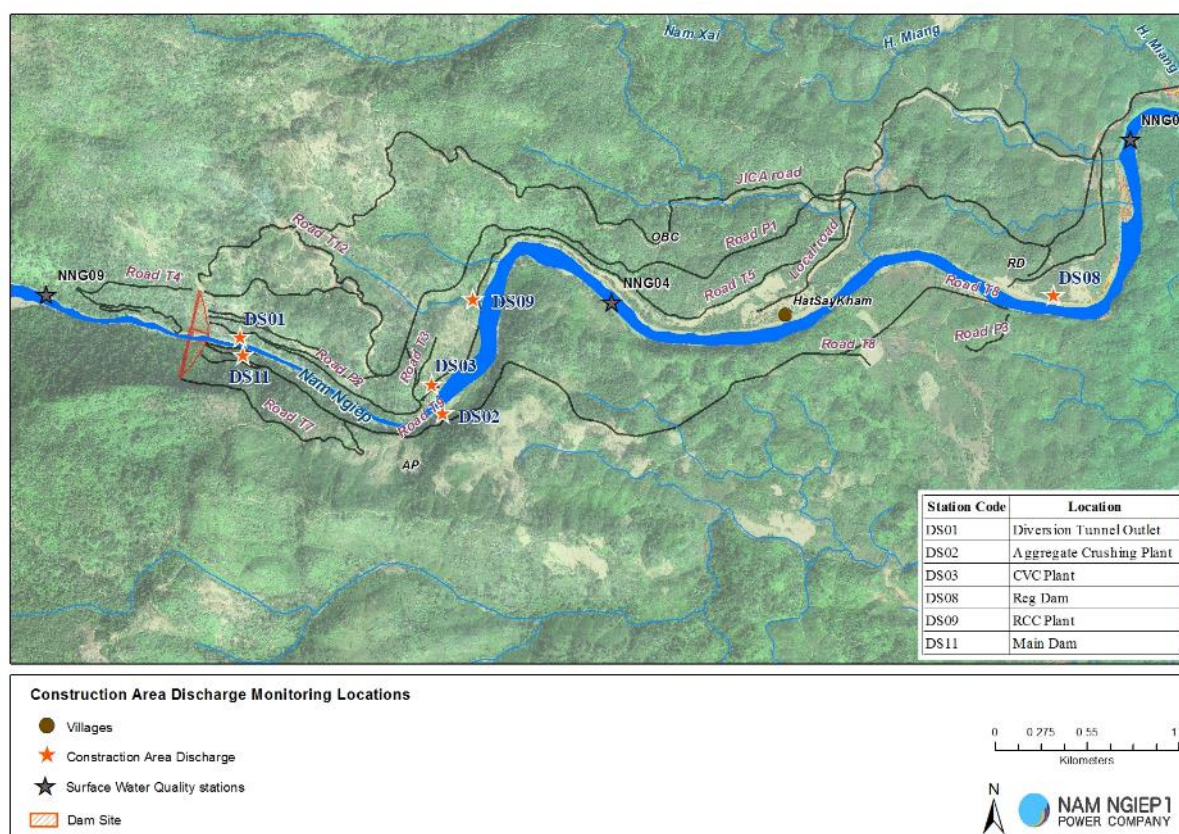 Nam Xai
H. Miang
H. Miang
NNG0
JICA road
Road T12
OBC
Road P1
Local road
NNG09
Road T4
RD
Road T5
DS08
NNG04
DS09
Road T8
HatSayKham
DS01
Road P3
Road T8
Road T3
DS11
Road P2
DS03
Nam Ngiep
DS02
Road T7
AP
Station Code Location
DS01 Diversion Tunnel Outlet
DS02 Aggregate Crushing Plant
DS03 CVC Plant
DS08 Reg Dam
DS09 RCC Plant
DS11 Main Dam
Construction Area Discharge Monitoring Locations
Villages
Constraction Area Discharge
Surface Water Quality stations
Dam Site
0 0.275 0.55 1
Kilometers
N
NAM NGIEP 1
POWER COMPANY